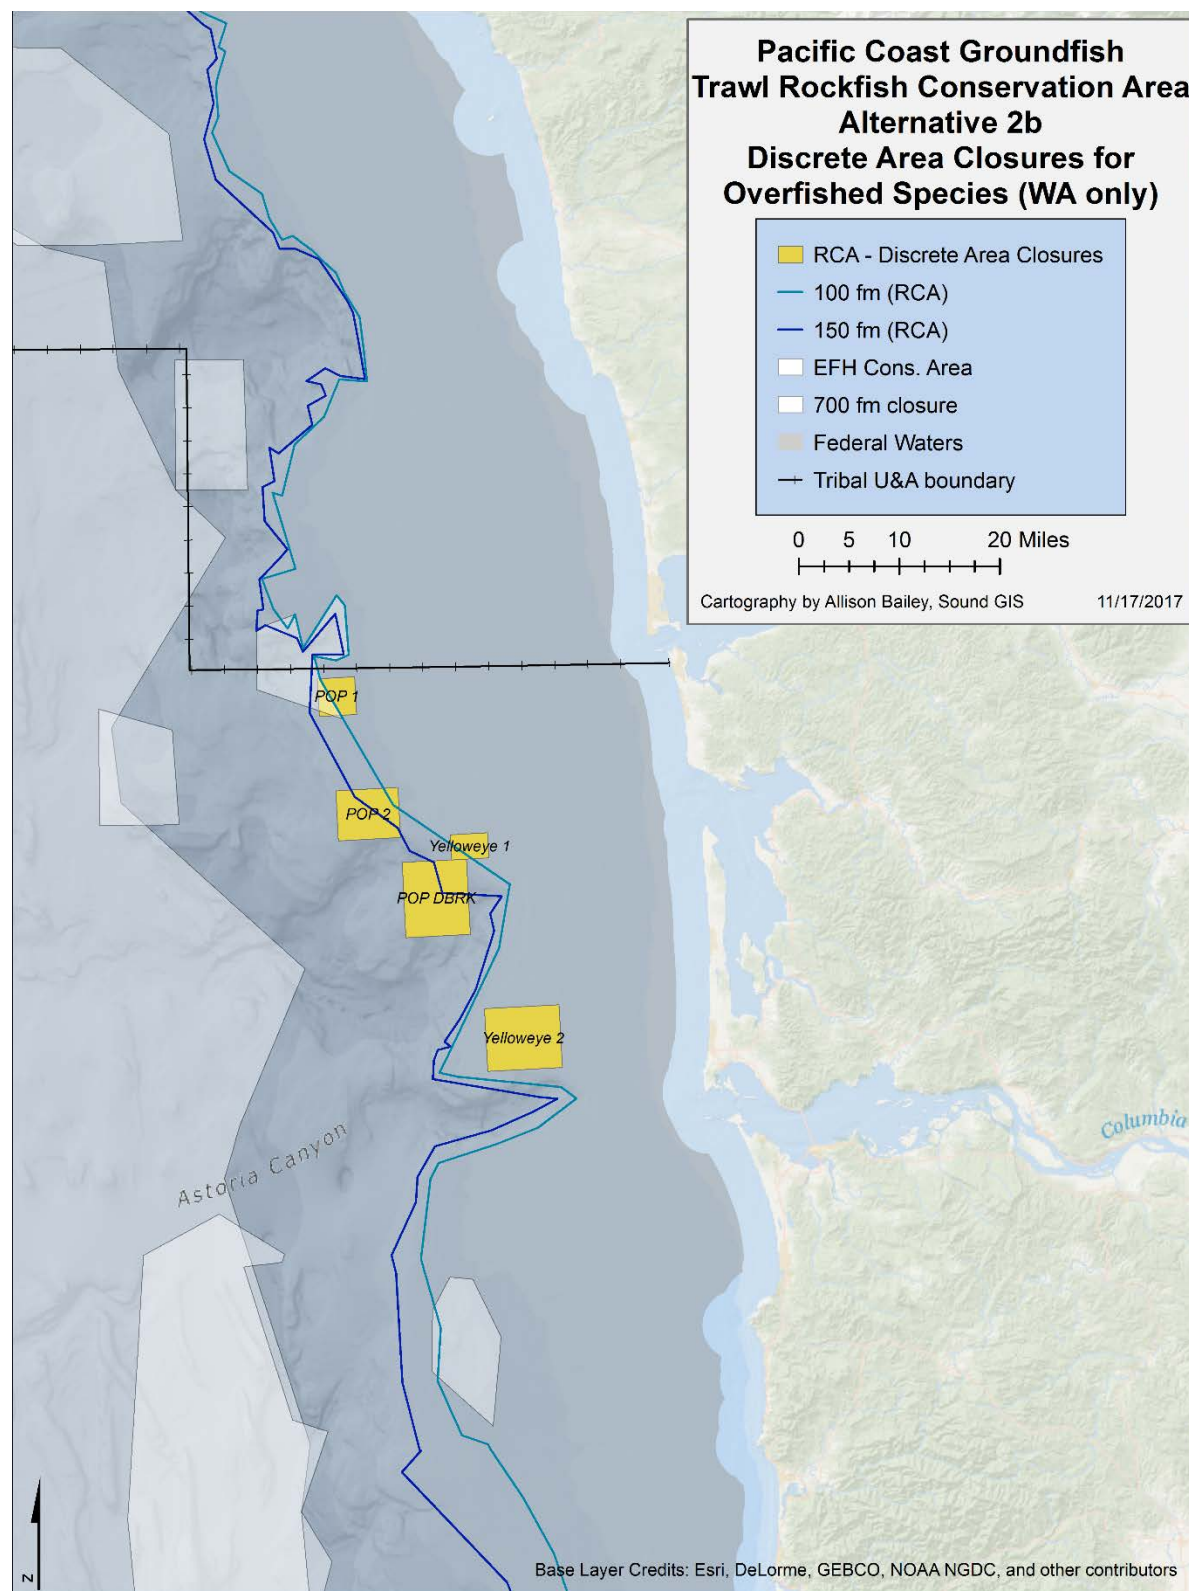 Pacific Coast Groundfish
Trawl Rockfish Conservation Area
Alternative 2b
Discrete Area Closures for
Overfished Species (WA only)
RCA - Discrete Area Closures
100 fm (RCA)
150 fm (RCA)
EFH Cons. Area
700 fm closure
Federal Waters
Tribal U&A boundary
0 5 10 20 Miles
Cartography by Allison Bailey, Sound GIS 11/17/2017
POP 1
POP 2
Yelloweye 1
POP DBRK
Yelloweye 2
Columbia
Astoria Canyon
N
Base Layer Credits: Esri, DeLorme, GEBCO, NOAA NGDC, and other contributors